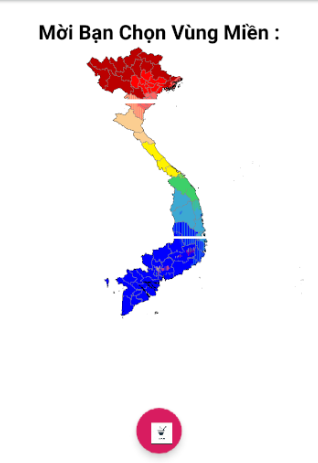 Mời Bạn Chọn Vùng Miền :